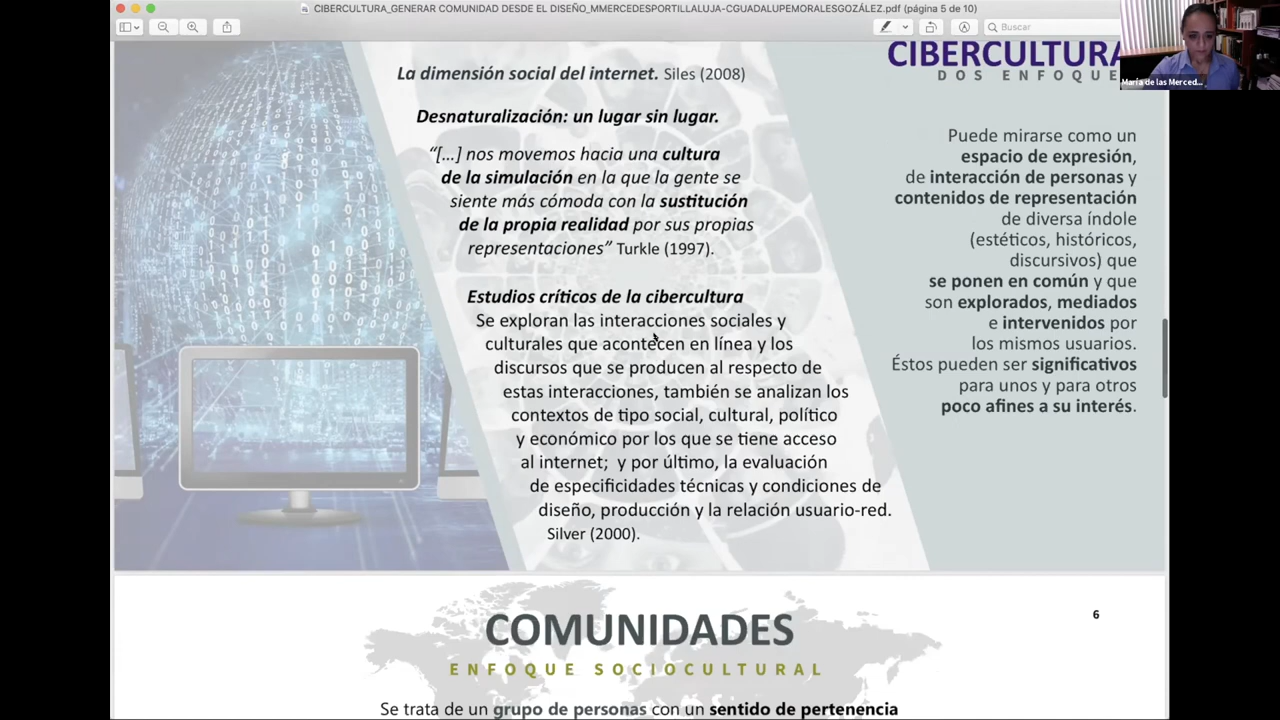 CIBERCULTURA_GENERAR COMUNIDAD DESDE EL DISEÑO_MMERCEDESPORTILLALUJA-CGUADALUPEMORALESGOZÁLEZ.pdf (página 5 de 10)
Buscar
Maria de las Merced...
La dimensión social del internet. Siles (2008)
Desnaturalización: un lugar sin lugar.
“[...] nos movemos hacia una cultura
de la simulación en la que la gente se
siente más cómoda con la sustitución
de la propia realidad por sus propias
representaciones” Turkle (1997).
Estudios críticos de la cibercultura
Se exploran las interacciones sociales y
culturales que acontecen en línea y los
discursos que se producen al respecto de
estas interacciones, también se analizan los
contextos de tipo social, cultural, político
y económico por los que se tiene acceso
al internet; y por último, la evaluación
de especificidades técnicas y condiciones de
diseño, producción y la relación usuario-red.
Silver (2000).
CIBERCULTURA
DOS ENFOQUE
Puede mirarse como un
espacio de expresión,
de interacción de personas y
contenidos de representación
de diversa índole
(estéticos, históricos,
discursivos) que
se ponen en común y que
son explorados, mediados
e intervenidos por
los mismos usuarios.
Éstos pueden ser significativos
para unos y para otros
poco afines a su interés.
6
COMUNIDADES
ENFOQUE SOCIOCULTURAL
Se trata de un grupo de personas con un sentido de pertenencia